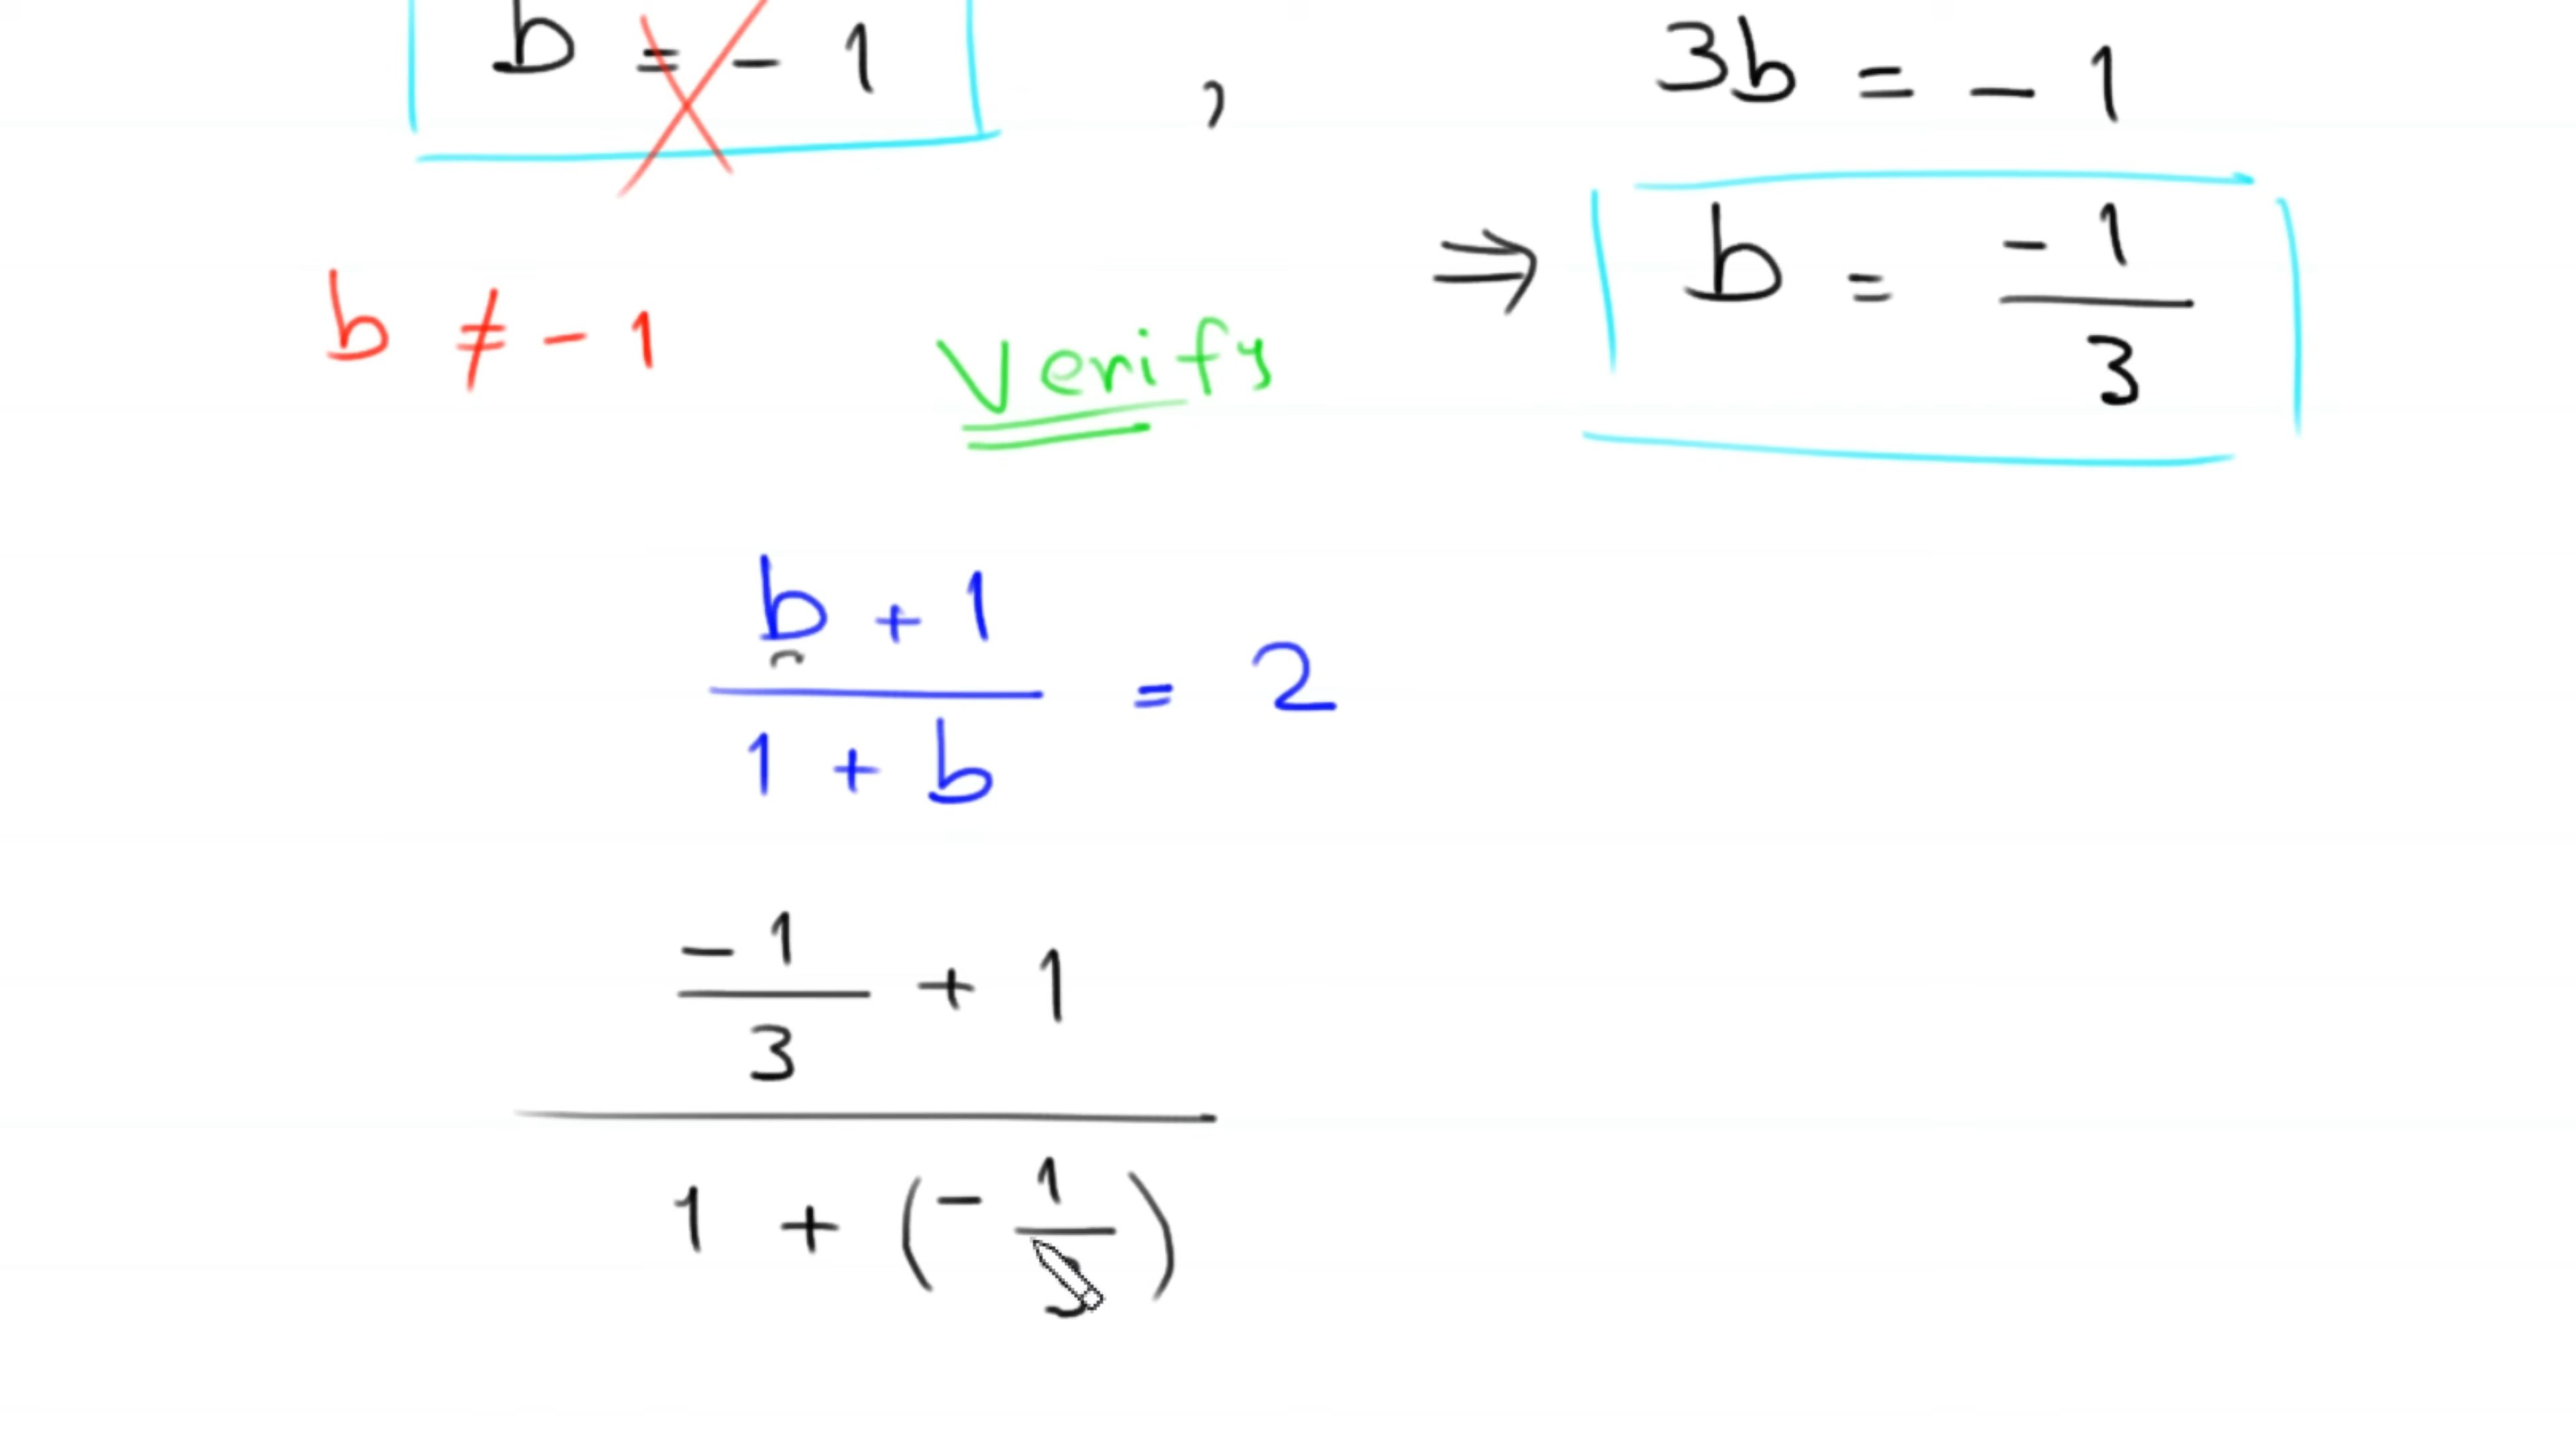 b = - 1 , 3b = - 1
b ≠ - 1 ⇒ b = -1/3
Verify
(b + 1)/(1 + b) = 2
(-1/3 + 1)/(1 + (-1/3))